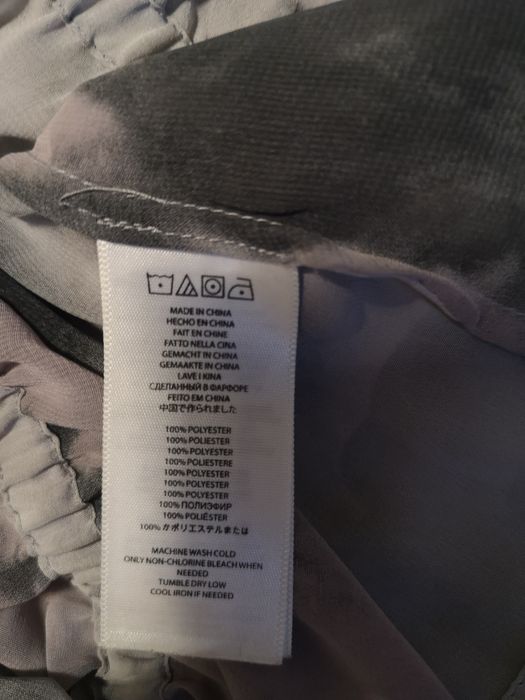 MADE IN CHINA
HECHO EN CHINA
FAIT EN CHINE
FATTO NELLA CINA
GEMACHT IN CHINA
GEMAAKTE IN CHINA
LAVE I KINA
СДЕЛАННЫЙ В ФАРФОРЕ
FEITO EM CHINA
中国で作られました
100% POLYESTER
100% POLIESTER
100% POLYESTER
100% POLIESTERE
100% POLYESTER
100% POLYESTER
100% POLYESTER
100% ПОЛИЭФИР
100% POLIÉSTER
100% カポリエステルまたは
MACHINE WASH COLD
ONLY NON-CHLORINE BLEACH WHEN
NEEDED
TUMBLE DRY LOW
COOL IRON IF NEEDED